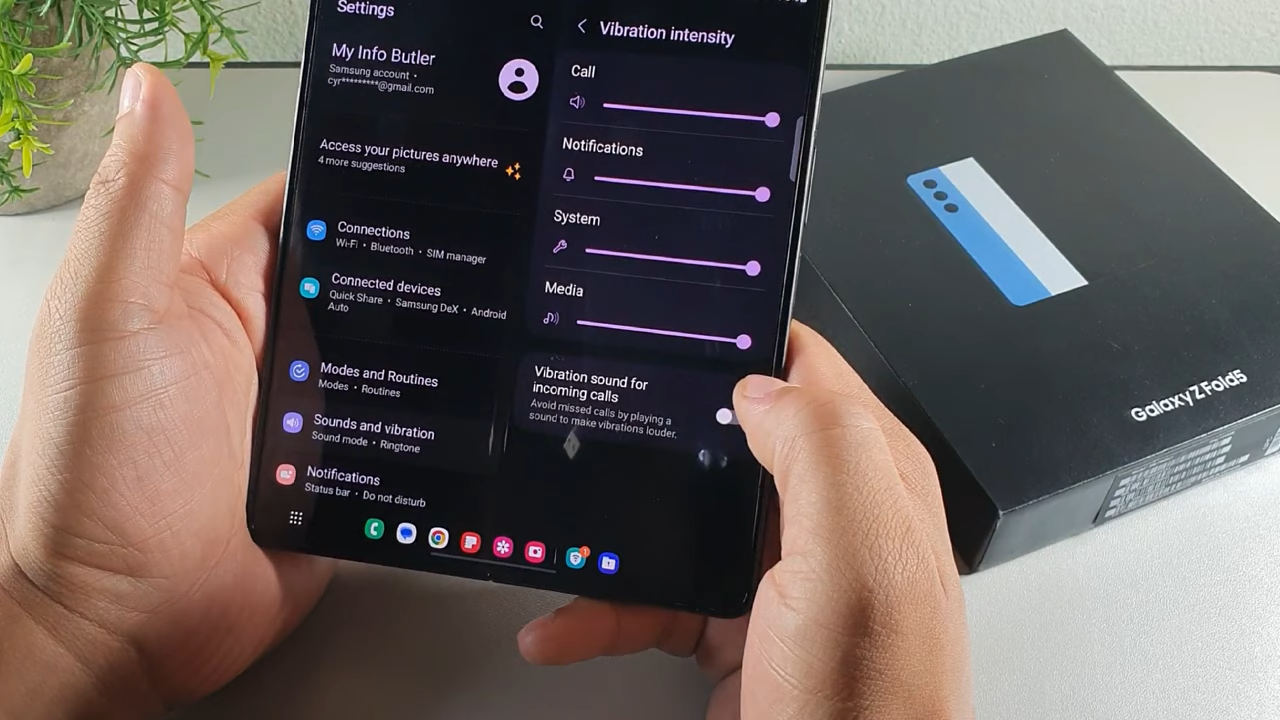 Settings
My Info Butler
Samsung account •
cyr*********@gmail.com
Access your pictures anywhere
4 more suggestions
Connections
Wi-Fi • Bluetooth • SIM manager
Connected devices
Quick Share • Samsung DeX • Android
Auto
Modes and Routines
Modes • Routines
Sounds and vibration
Sound mode • Ringtone
Notifications
Status bar • Do not disturb
Vibration intensity
Call
Notifications
System
Media
Vibration sound for
incoming calls
Avoid missed calls by playing a
sound to make vibrations louder.
1
Galaxy Z Fold5